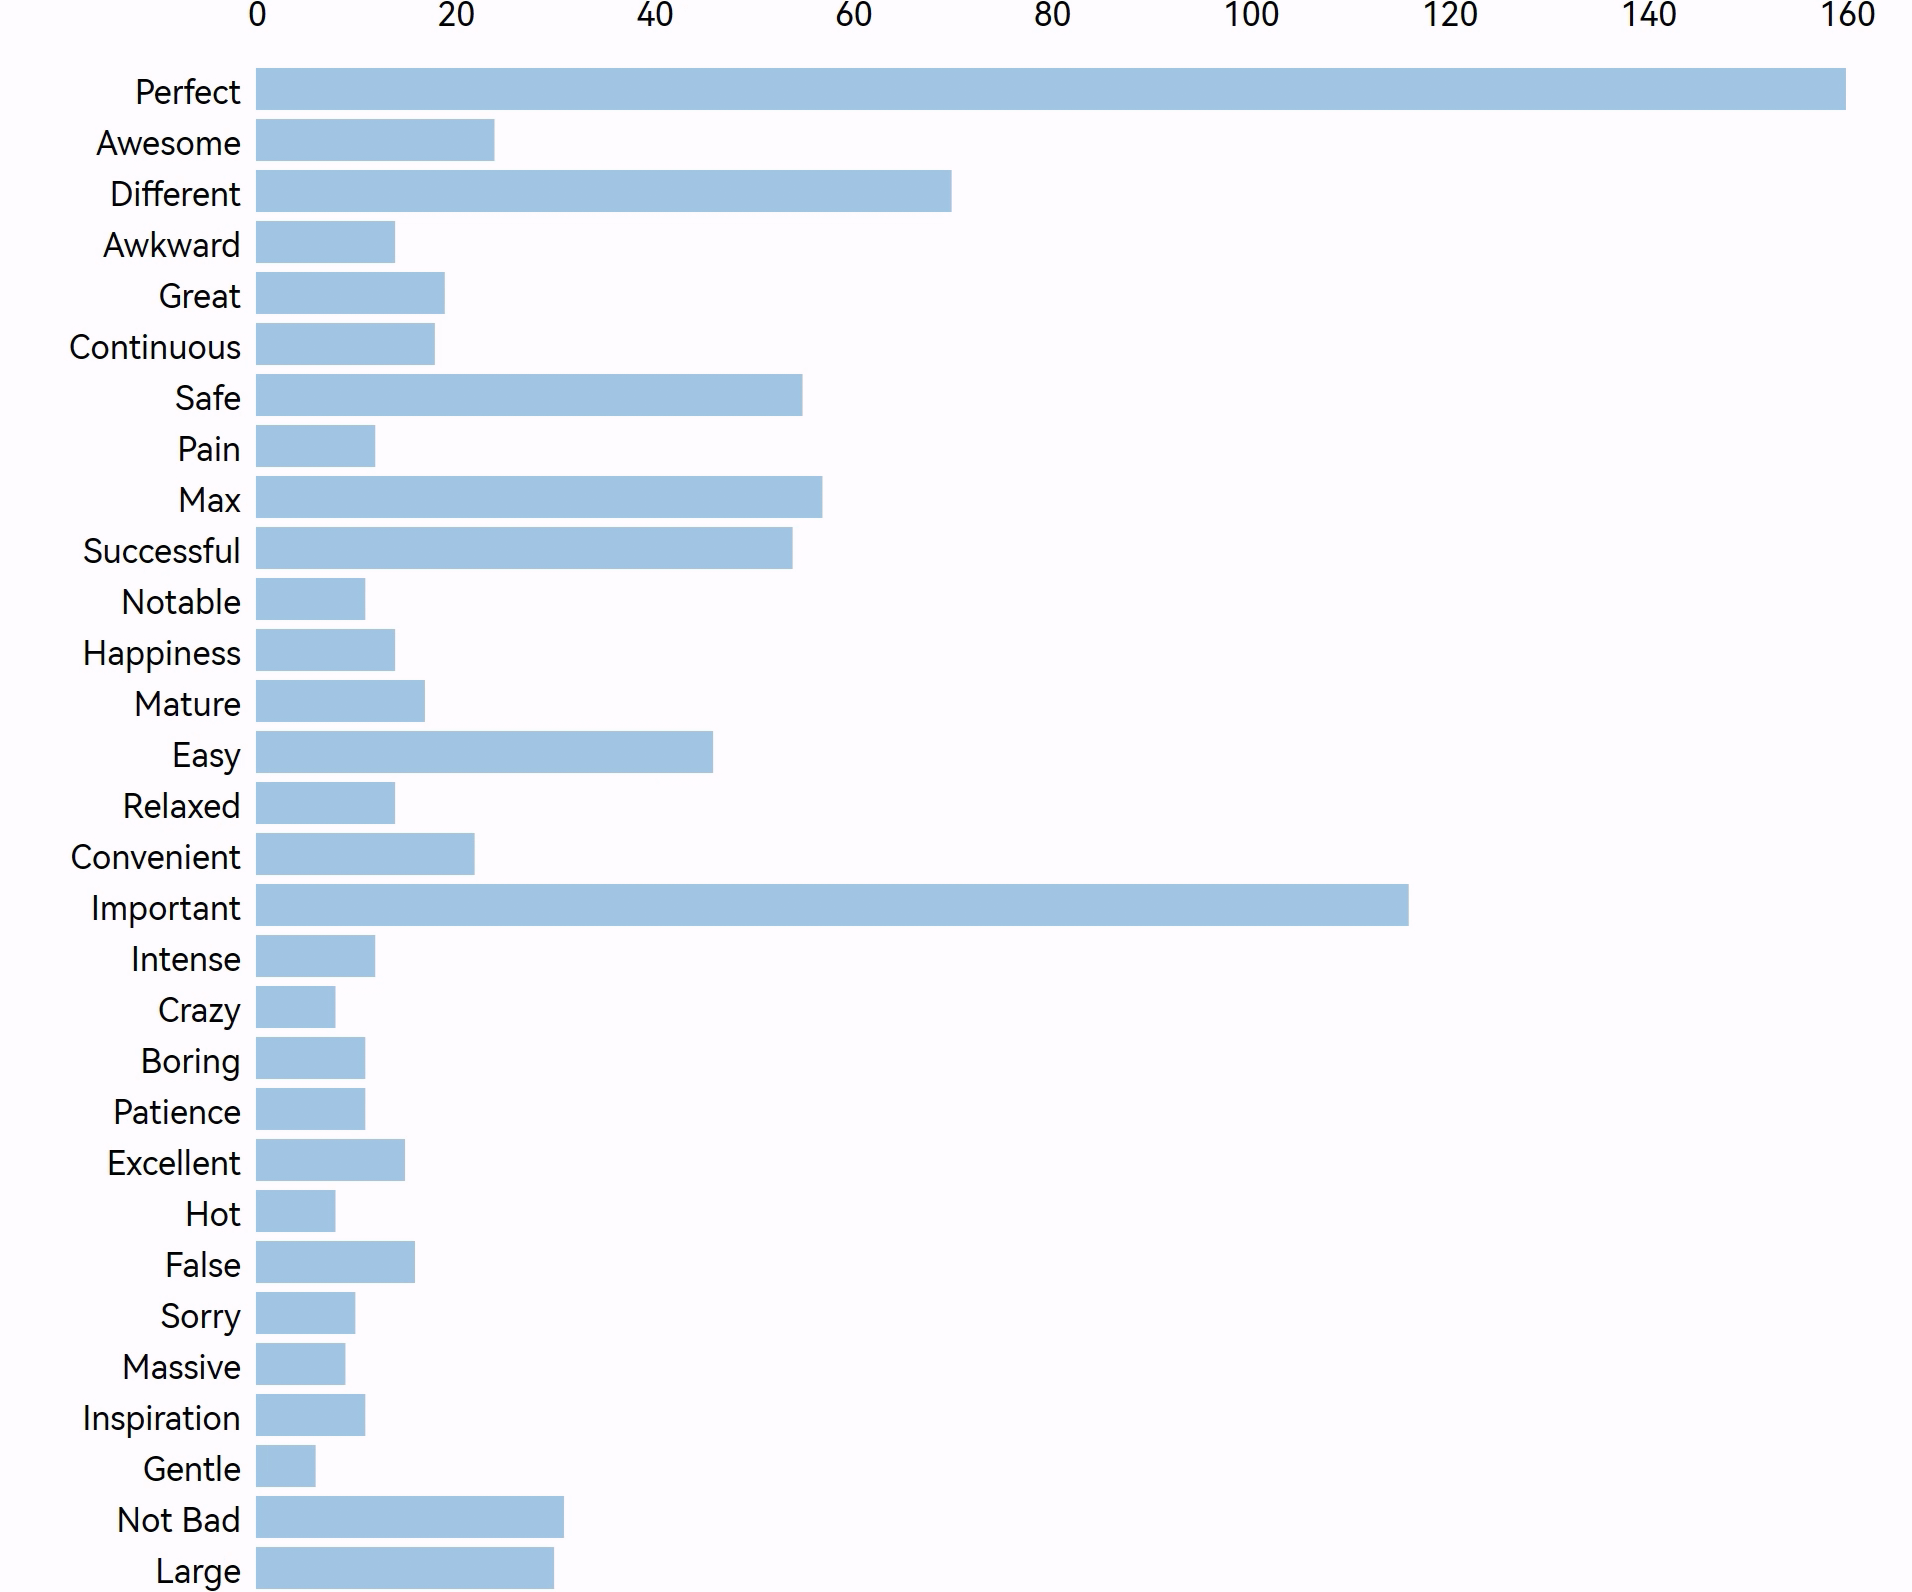 0 20 40 60 80 100 120 140 160
Perfect
Awesome
Different
Awkward
Great
Continuous
Safe
Pain
Max
Successful
Notable
Happiness
Mature
Easy
Relaxed
Convenient
Important
Intense
Crazy
Boring
Patience
Excellent
Hot
False
Sorry
Massive
Inspiration
Gentle
Not Bad
Large